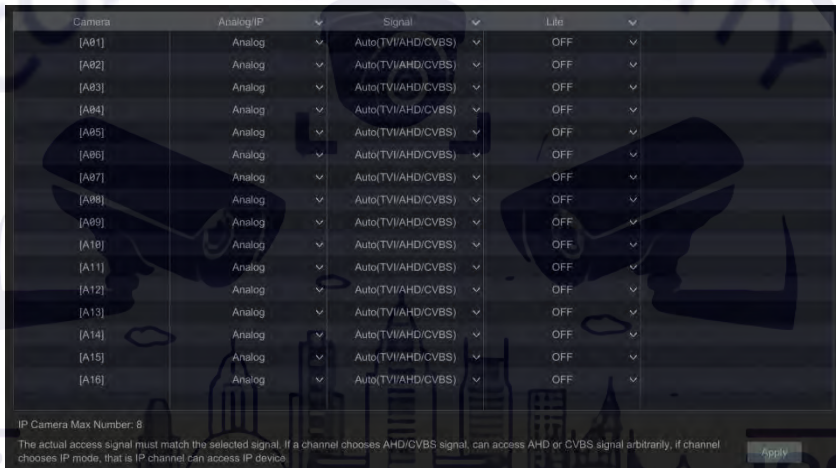 Camera Analog/IP Signal Lite
[A01] Analog Auto(TVI/AHD/CVBS) OFF
[A02] Analog Auto(TVI/AHD/CVBS) OFF
[A03] Analog Auto(TVI/AHD/CVBS) OFF
[A04] Analog Auto(TVI/AHD/CVBS) OFF
[A05] Analog Auto(TVI/AHD/CVBS) OFF
[A06] Analog Auto(TVI/AHD/CVBS) OFF
[A07] Analog Auto(TVI/AHD/CVBS) OFF
[A08] Analog Auto(TVI/AHD/CVBS) OFF
[A09] Analog Auto(TVI/AHD/CVBS) OFF
[A10] Analog Auto(TVI/AHD/CVBS) OFF
[A11] Analog Auto(TVI/AHD/CVBS) OFF
[A12] Analog Auto(TVI/AHD/CVBS) OFF
[A13] Analog Auto(TVI/AHD/CVBS) OFF
[A14] Analog Auto(TVI/AHD/CVBS) OFF
[A15] Analog Auto(TVI/AHD/CVBS) OFF
[A16] Analog Auto(TVI/AHD/CVBS) OFF
IP Camera Max Number: 8
The actual access signal must match the selected signal. If a channel chooses AHD/CVBS signal, can access AHD or CVBS signal arbitrarily, if channel
chooses IP mode, that is IP channel can access IP device
Apply